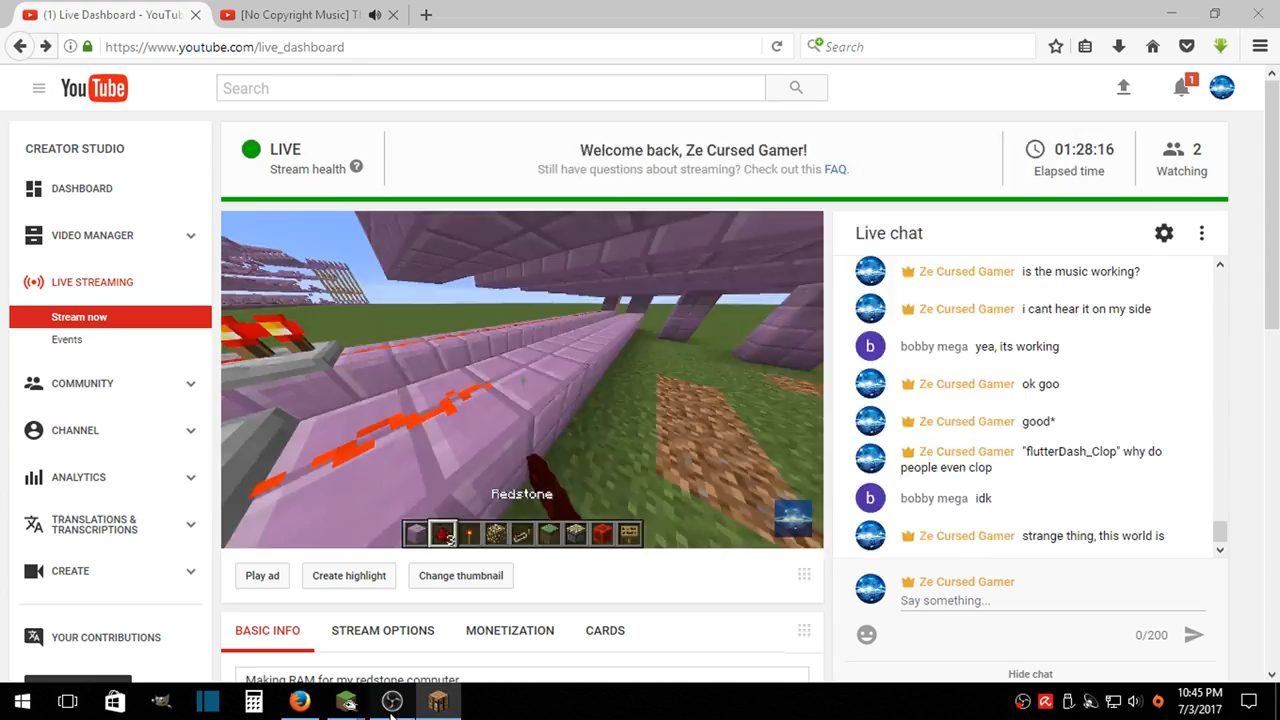 (1) Live Dashboard - YouTub
[No Copyright Music] Tl
https://www.youtube.com/live_dashboard
Search
YouTube
Search
1
CREATOR STUDIO
DASHBOARD
VIDEO MANAGER
LIVE STREAMING
Stream now
Events
COMMUNITY
CHANNEL
ANALYTICS
TRANSLATIONS &
TRANSCRIPTIONS
CREATE
YOUR CONTRIBUTIONS
LIVE
Stream health
Welcome back, Ze Cursed Gamer!
Still have questions about streaming? Check out this FAQ.
01:28:16
Elapsed time
2
Watching
Redstone
3
Play ad
Create highlight
Change thumbnail
BASIC INFO
STREAM OPTIONS
MONETIZATION
CARDS
Making RAM for my redstone computer
Live chat
Ze Cursed Gamer is the music working?
Ze Cursed Gamer i cant hear it on my side
b bobby mega yea, its working
Ze Cursed Gamer ok goo
Ze Cursed Gamer good*
Ze Cursed Gamer "flutterDash_Clop" why do
people even clop
b bobby mega idk
Ze Cursed Gamer strange thing, this world is
Ze Cursed Gamer
Say something...
0/200
Hide chat
10:45 PM
7/3/2017